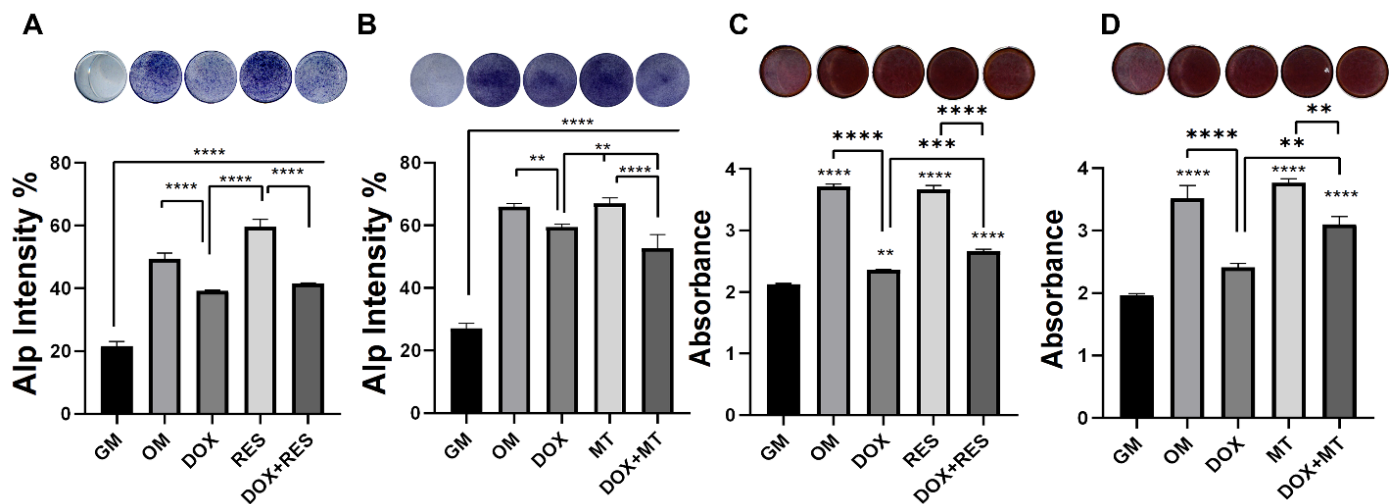 A
B
C
D
****
****
****
****
Alp Intensity %
80
60
40
20
0
GM
OM
DOX
RES
DOX+RES
****
**
**
****
Alp Intensity %
80
60
40
20
0
GM
OM
DOX
MT
DOX+MT
****
****
***
****
****
**
****
Absorbance
4
3
2
1
0
GM
OM
DOX
RES
DOX+RES
**
****
**
****
****
****
Absorbance
4
3
2
1
0
GM
OM
DOX
MT
DOX+MT